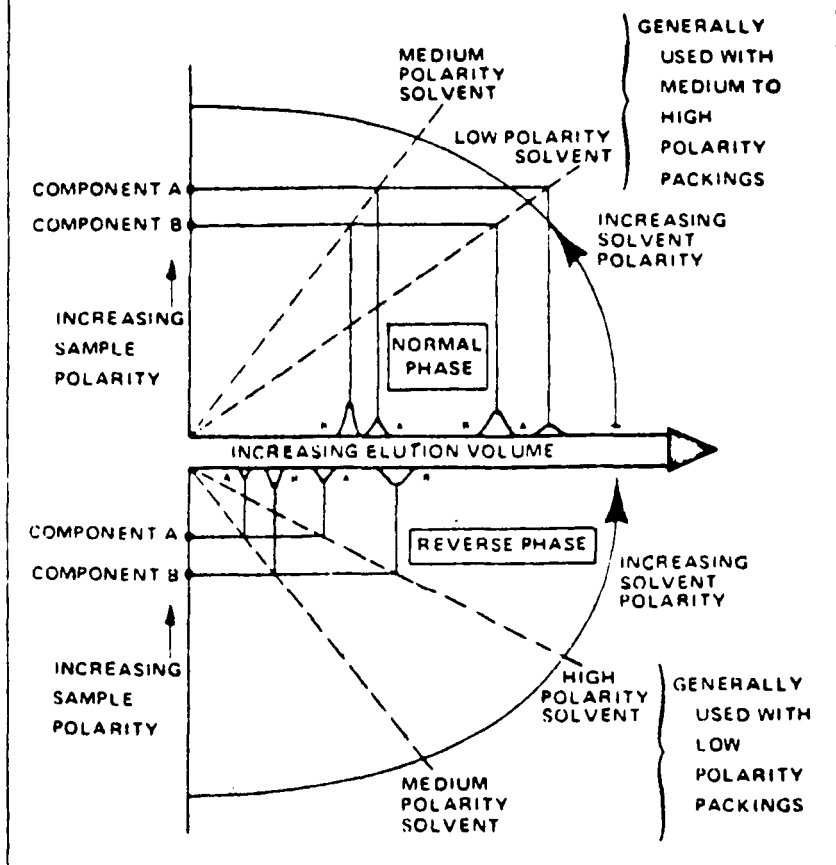 MEDIUM
POLARITY
SOLVENT
LOW POLARITY
SOLVENT
GENERALLY
USED WITH
MEDIUM TO
HIGH
POLARITY
PACKINGS
COMPONENT A
COMPONENT B
INCREASING
SOLVENT
POLARITY
INCREASING
SAMPLE
POLARITY
NORMAL
PHASE
A
A
INCREASING ELUTION VOLUME
A
A
COMPONENT A
COMPONENT B
REVERSE PHASE
INCREASING
SOLVENT
POLARITY
INCREASING
SAMPLE
POLARITY
HIGH
POLARITY
SOLVENT
GENERALLY
USED WITH
LOW
POLARITY
PACKINGS
MEDIUM
POLARITY
SOLVENT